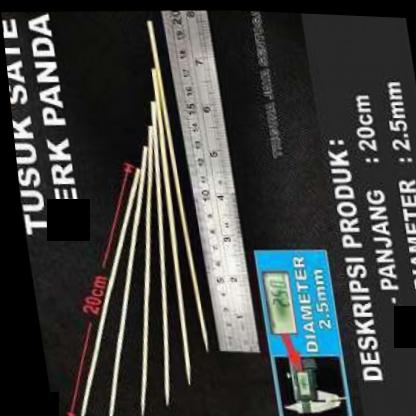 TUSUK SATE
ERK PANDA
20cm
DIAMETER
2.5mm
DESKRIPSI PRODUK:
PANJANG : 20cm
DIAMETER : 2.5mm